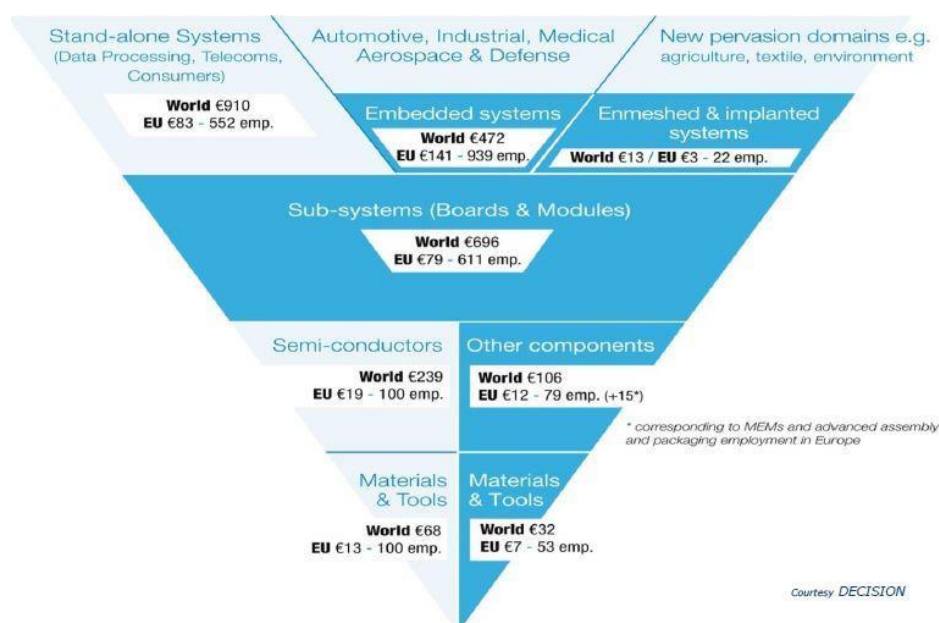 Stand-alone Systems
(Data Processing, Telecoms,
Consumers)
World €910
EU €83 - 552 emp.
Automotive, Industrial, Medical
Aerospace & Defense
Embedded systems
World €472
EU €141 - 939 emp.
New pervasion domains e.g.
agriculture, textile, environment
Enmeshed & implanted
systems
World €13 / EU €3 - 22 emp.
Sub-systems (Boards & Modules)
World €696
EU €79 - 611 emp.
Semi-conductors
World €239
EU €19 - 100 emp.
Other components
World €106
EU €12 - 79 emp. (+15*)
* corresponding to MEMs and advanced assembly
and packaging employment in Europe
Materials
& Tools
World €68
EU €13 - 100 emp.
Materials
& Tools
World €32
EU €7 - 53 emp.
Courtesy DECISION